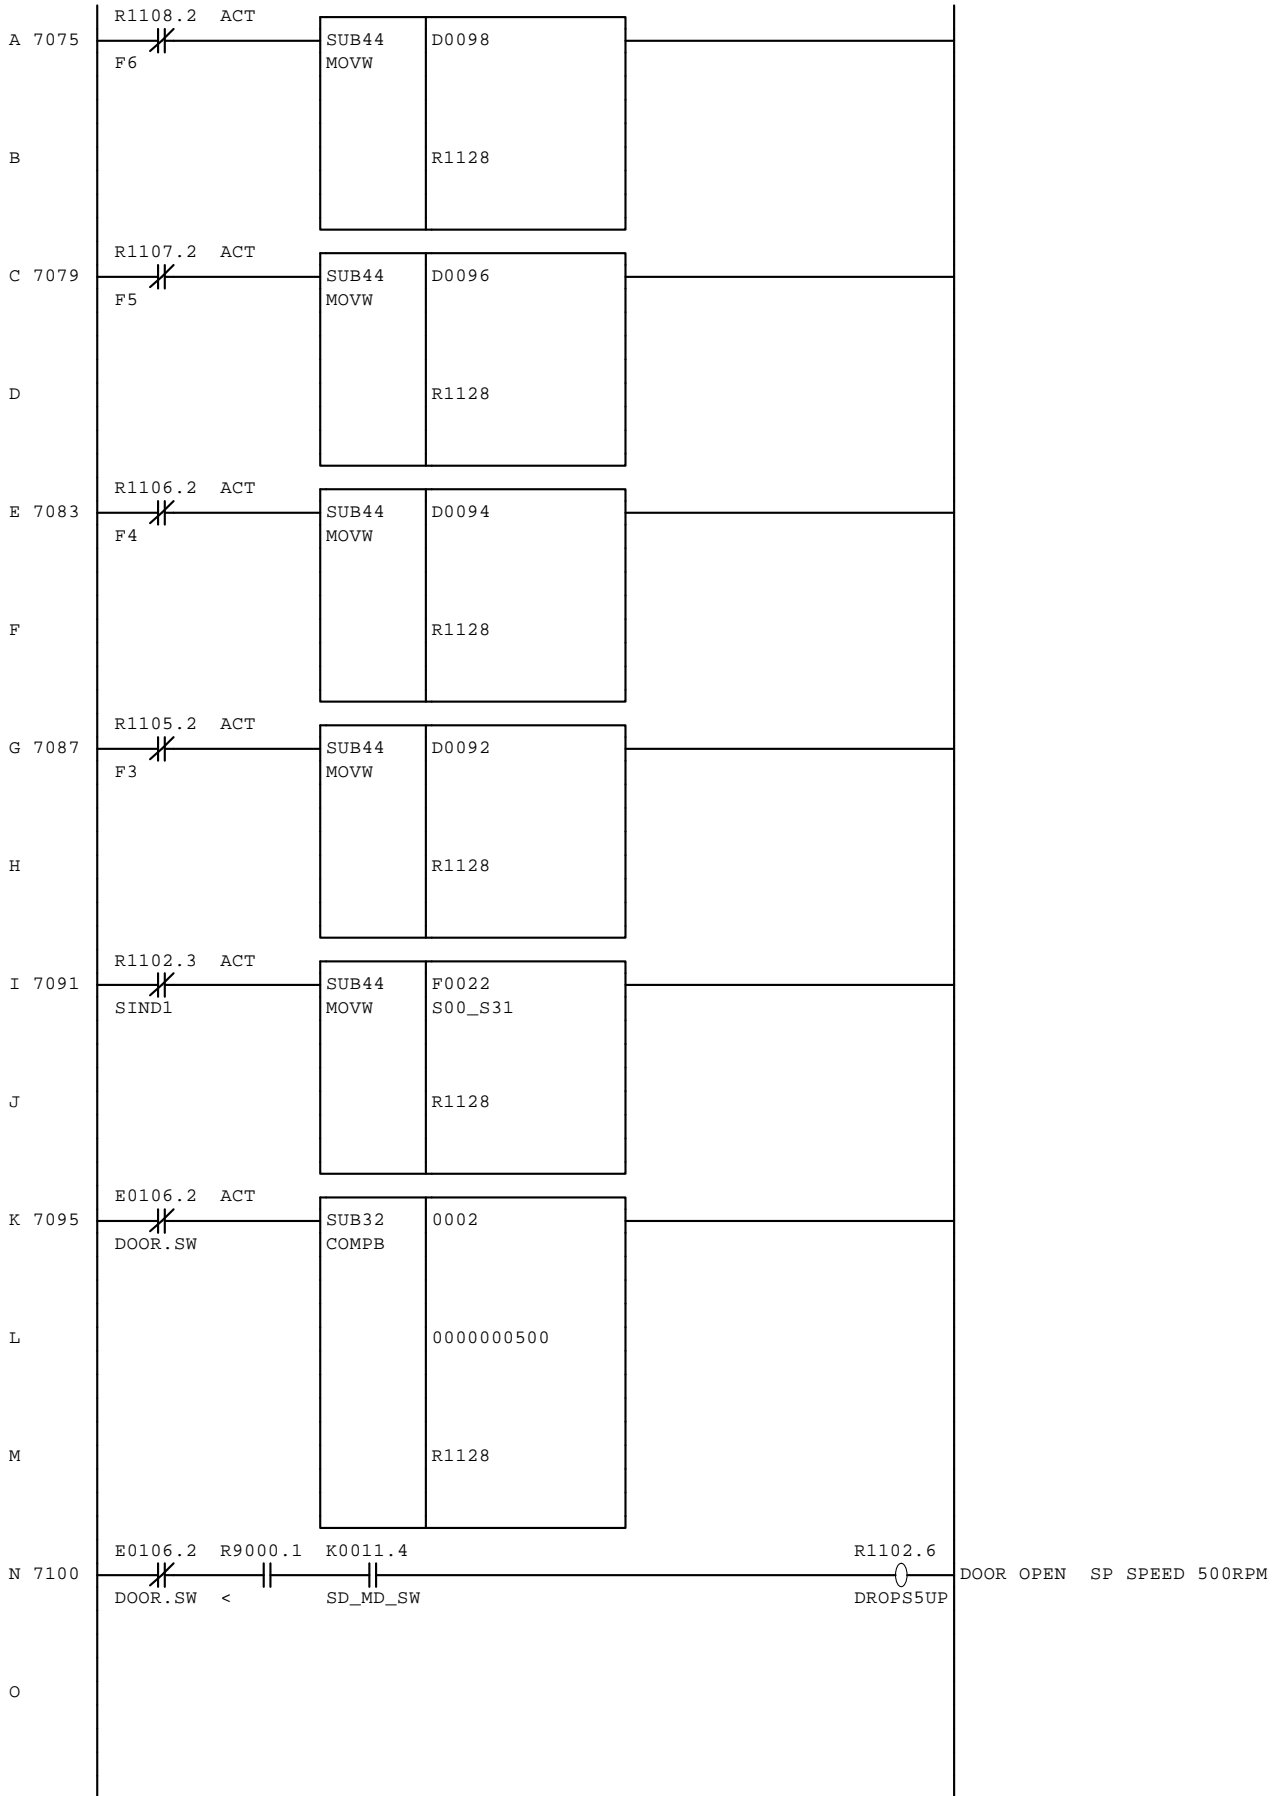 R1108.2 ACT
A 7075 SUB44 D0098
F6 MOVW
B R1128
R1107.2 ACT
C 7079 SUB44 D0096
F5 MOVW
D R1128
R1106.2 ACT
E 7083 SUB44 D0094
F4 MOVW
F R1128
R1105.2 ACT
G 7087 SUB44 D0092
F3 MOVW
H R1128
R1102.3 ACT
I 7091 SUB44 F0022
SIND1 MOVW S00_S31
J R1128
E0106.2 ACT
K 7095 SUB32 0002
DOOR.SW COMPB
L 0000000500
M R1128
E0106.2 R9000.1 K0011.4 R1102.6
N 7100 DOOR OPEN SP SPEED 500RPM
DOOR.SW < SD_MD_SW DROPS5UP
O